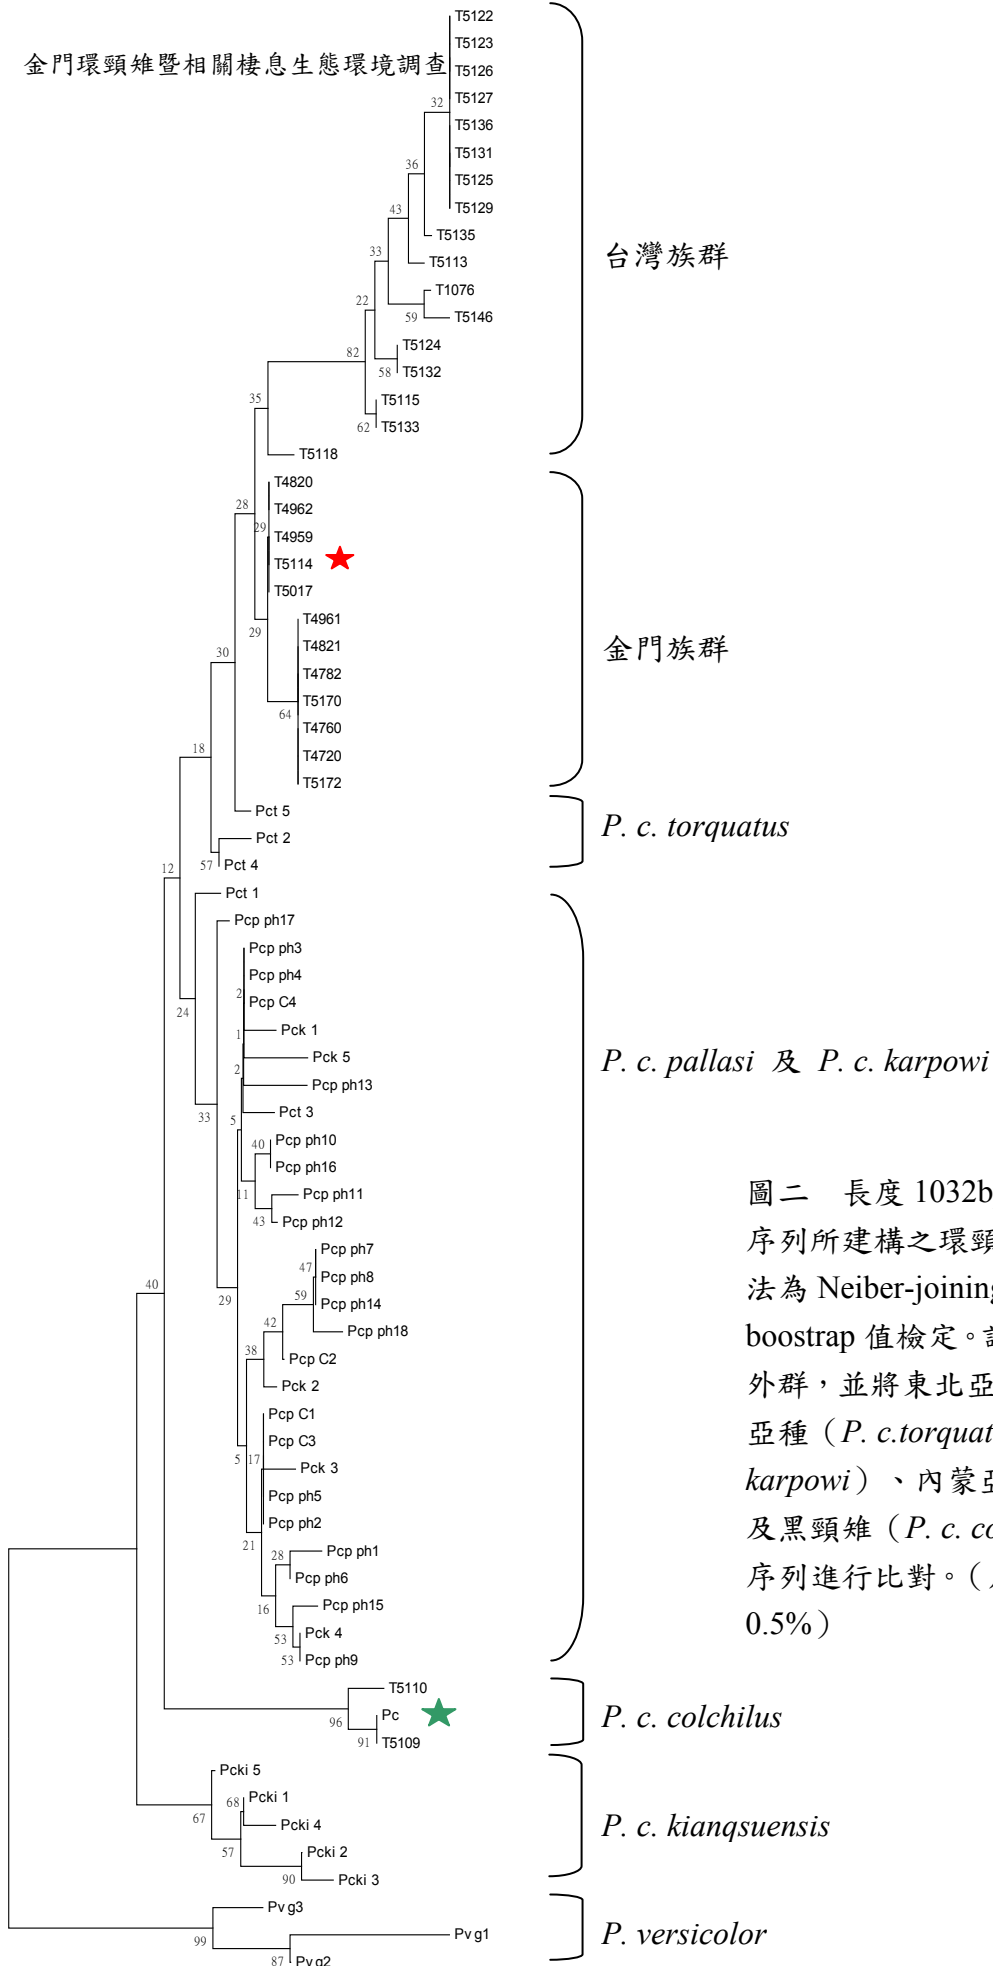 金門環頸雉暨相關棲息生態環境調查
T5122
T5123
T5126
T5127
32
T5136
T5131
36
T5125
T5129
43
T5135
台灣族群
33
T5113
T1076
22
59
T5146
82
T5124
58
T5132
35
T5115
62
T5133
T5118
T4820
28
T4962
29
T4959
T5114
T5017
29
T4961
30
T4821
金門族群
T4782
T5170
64
T4760
18
T4720
T5172
Pct 5
P. c. torquatus
Pct 2
57
Pct 4
12
Pct 1
Pcp ph17
Pcp ph3
Pcp ph4
2
Pcp C4
24
Pck 1
1
Pck 5
P. c. pallasi 及 P. c. karpowi
2
Pcp ph13
33
Pct 3
5
40
Pcp ph10
Pcp ph16
11
Pcp ph11
43
Pcp ph12
Pcp ph7
47
Pcp ph8
40
59
29
Pcp ph14
42
Pcp ph18
38
Pcp C2
Pck 2
Pcp C1
Pcp C3
5
17
Pck 3
Pcp ph5
Pcp ph2
21
28
Pcp ph1
Pcp ph6
16
Pcp ph15
53
Pck 4
53
Pcp ph9
圖二 長度 1032b
序列所建構之環頸
法為 Neiber-joining
boostrap 值檢定。
外群，並將東北亞
亞種（P. c.torquat
karpowi）、內蒙亞
及黑頸雉（P. c. co
序列進行比對。（
0.5%）
T5110
96
Pc
91
T5109
P. c. colchilus
Pcki 5
68
Pcki 1
67
Pcki 4
57
Pcki 2
90
Pcki 3
P. c. kianqsuensis
Pv g3
99
Pv g1
87
Pv g2
P. versicolor